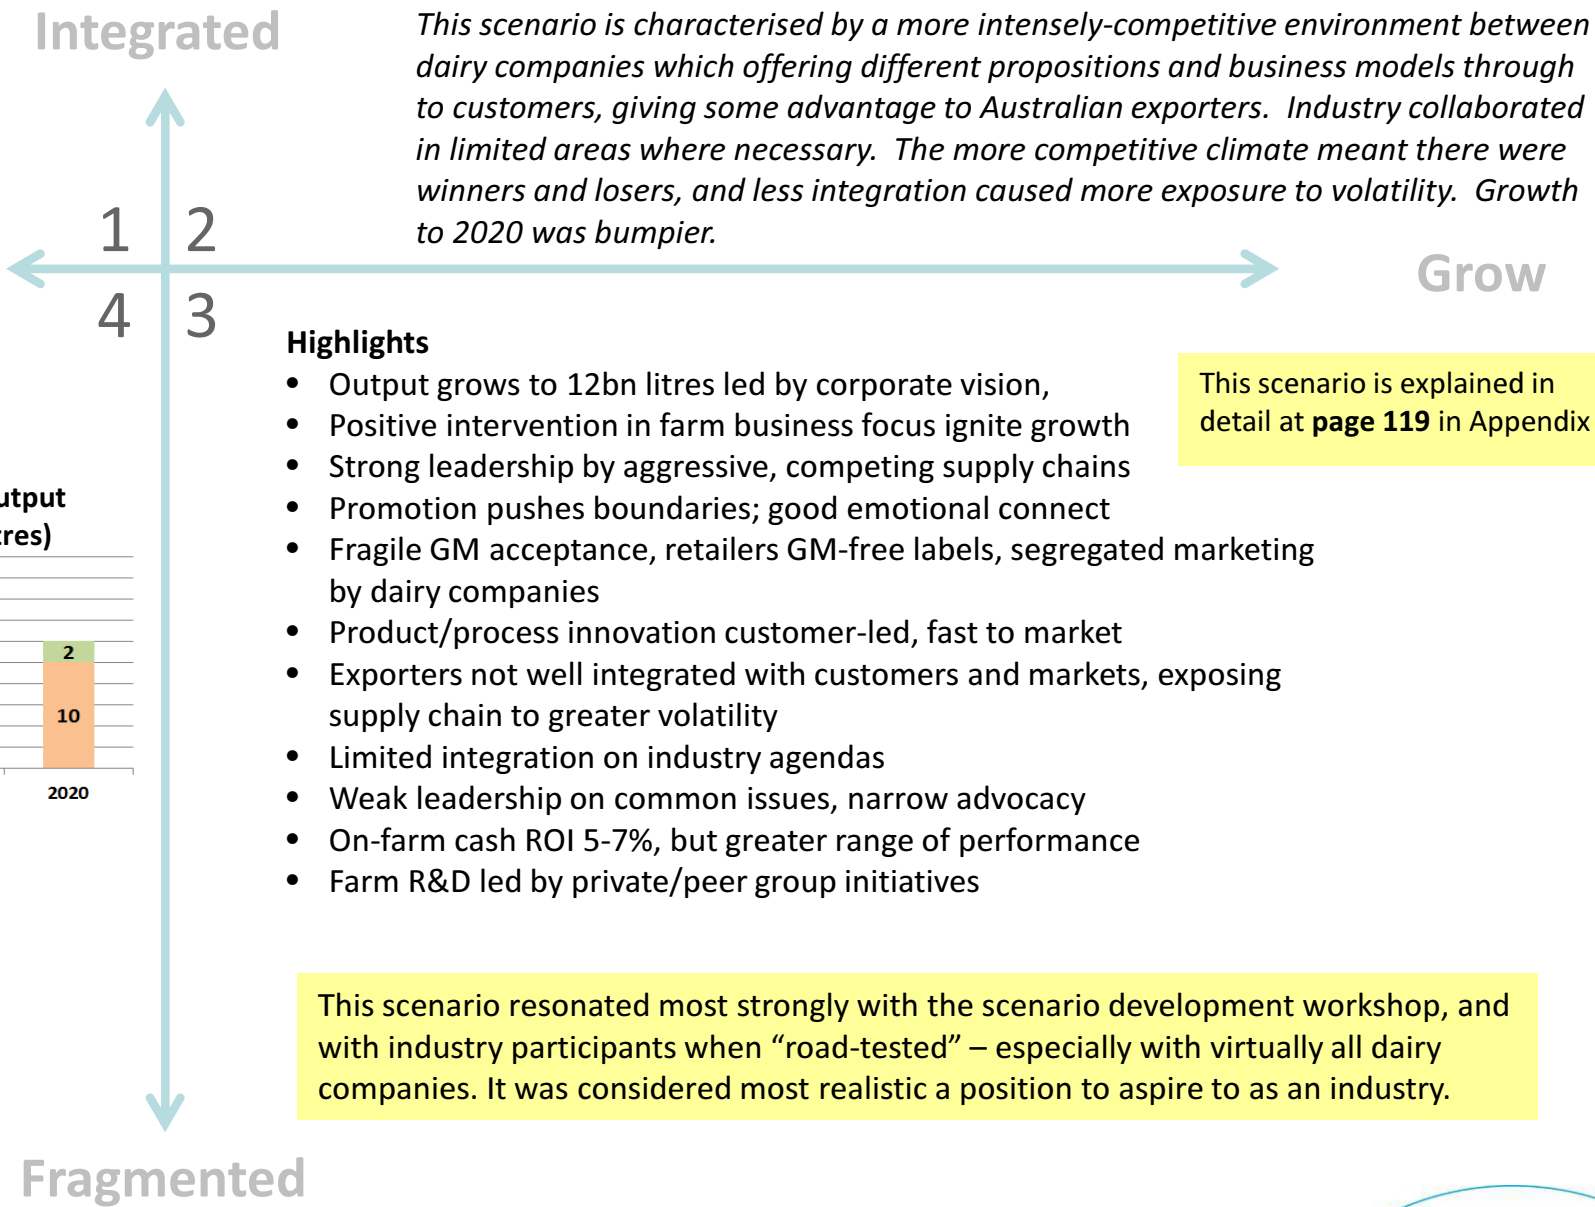 Integrated
This scenario is characterised by a more intensely-competitive environment between
dairy companies which offering different propositions and business models through
to customers, giving some advantage to Australian exporters.  Industry collaborated
in limited areas where necessary.  The more competitive climate meant there were
winners and losers, and less integration caused more exposure to volatility.  Growth
to 2020 was bumpier.
1 2
4 3
Grow
Highlights
• Output grows to 12bn litres led by corporate vision,
• Positive intervention in farm business focus ignite growth
• Strong leadership by aggressive, competing supply chains
• Promotion pushes boundaries; good emotional connect
• Fragile GM acceptance, retailers GM-free labels, segregated marketing
by dairy companies
• Product/process innovation customer-led, fast to market
• Exporters not well integrated with customers and markets, exposing
supply chain to greater volatility
• Limited integration on industry agendas
• Weak leadership on common issues, narrow advocacy
• On-farm cash ROI 5-7%, but greater range of performance
• Farm R&D led by private/peer group initiatives
This scenario is explained in
detail at page 119 in Appendix
utput
tres)
2
10
2020
This scenario resonated most strongly with the scenario development workshop, and
with industry participants when “road-tested” – especially with virtually all dairy
companies. It was considered most realistic a position to aspire to as an industry.
Fragmented